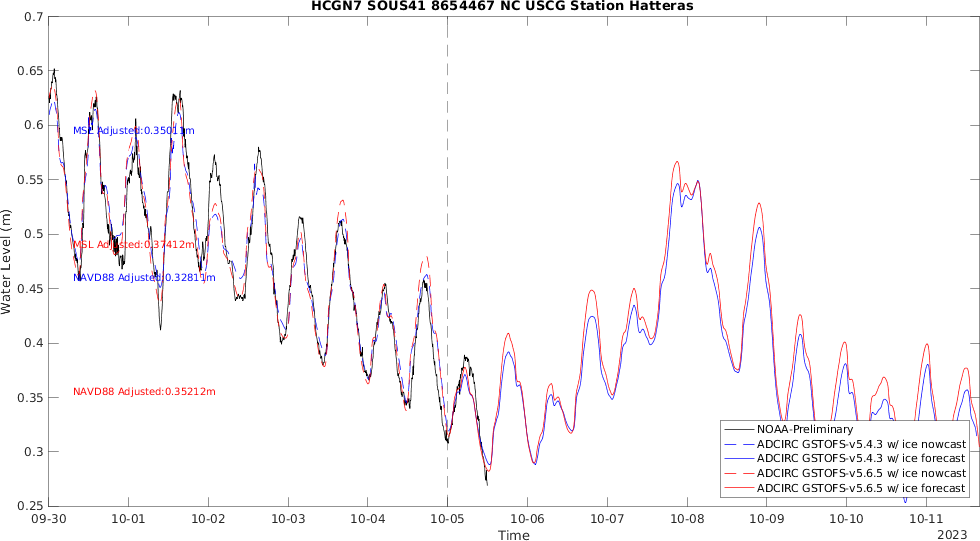 HCGN7 SOUS41 8654467 NC USCG Station Hatteras
0.7
0.65
0.6
0.55
0.5
0.45
0.4
0.35
0.3
0.25
Water Level (m)
MSL Adjusted:0.35011m
MSL Adjusted:0.37412m
NAVD88 Adjusted:0.32811m
NAVD88 Adjusted:0.35212m
NOAA-Preliminary
ADCIRC GSTOFS-v5.4.3 w/ ice nowcast
ADCIRC GSTOFS-v5.4.3 w/ ice forecast
ADCIRC GSTOFS-v5.6.5 w/ ice nowcast
ADCIRC GSTOFS-v5.6.5 w/ ice forecast
09-30 10-01 10-02 10-03 10-04 10-05 10-06 10-07 10-08 10-09 10-10 10-11
Time
2023